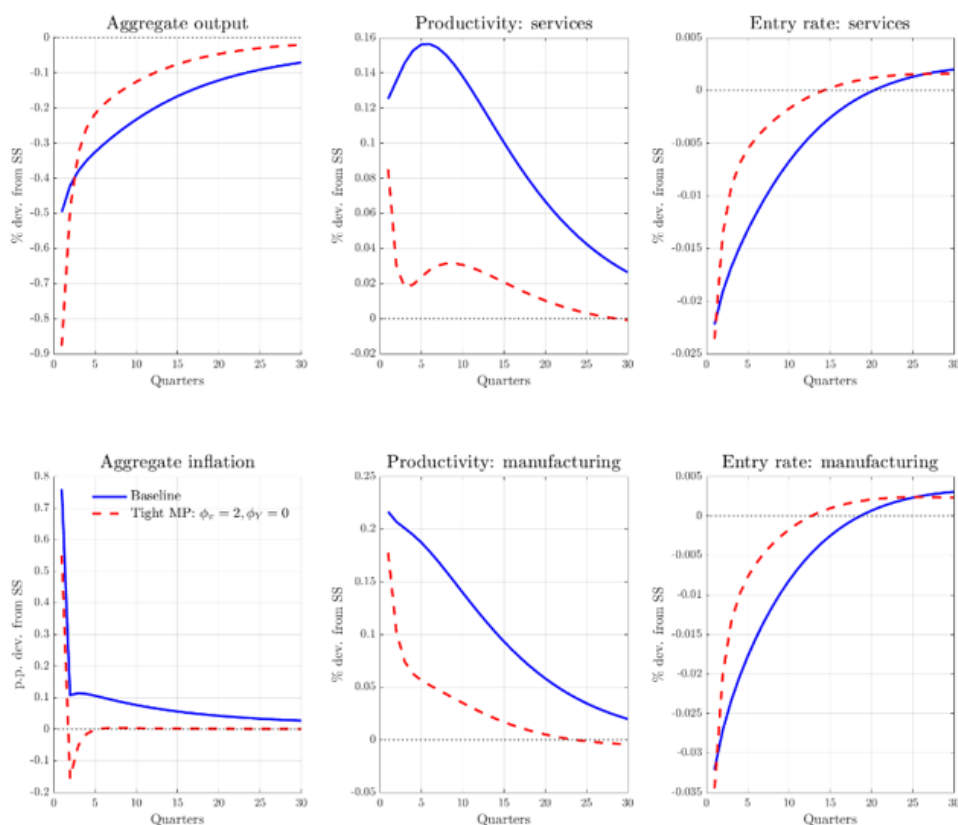 Aggregate output
Productivity: services
Entry rate: services
% dev. from SS
0
-0.1
-0.2
-0.3
-0.4
-0.5
-0.6
-0.7
-0.8
-0.9
0 5 10 15 20 25 30
Quarters
% dev. from SS
0.16
0.14
0.12
0.1
0.08
0.06
0.04
0.02
0
-0.02
0 5 10 15 20 25 30
Quarters
% dev. from SS
0.005
0
-0.005
-0.01
-0.015
-0.02
-0.025
0 5 10 15 20 25 30
Quarters
Aggregate inflation
Productivity: manufacturing
Entry rate: manufacturing
p.p. dev. from SS
0.8
0.7
0.6
0.5
0.4
0.3
0.2
0.1
0
-0.1
-0.2
0 5 10 15 20 25 30
Quarters
Baseline
Tight MP: ϕπ = 2, ϕY = 0
% dev. from SS
0.25
0.2
0.15
0.1
0.05
0
-0.05
0 5 10 15 20 25 30
Quarters
% dev. from SS
0.005
0
-0.005
-0.01
-0.015
-0.02
-0.025
-0.03
-0.035
0 5 10 15 20 25 30
Quarters